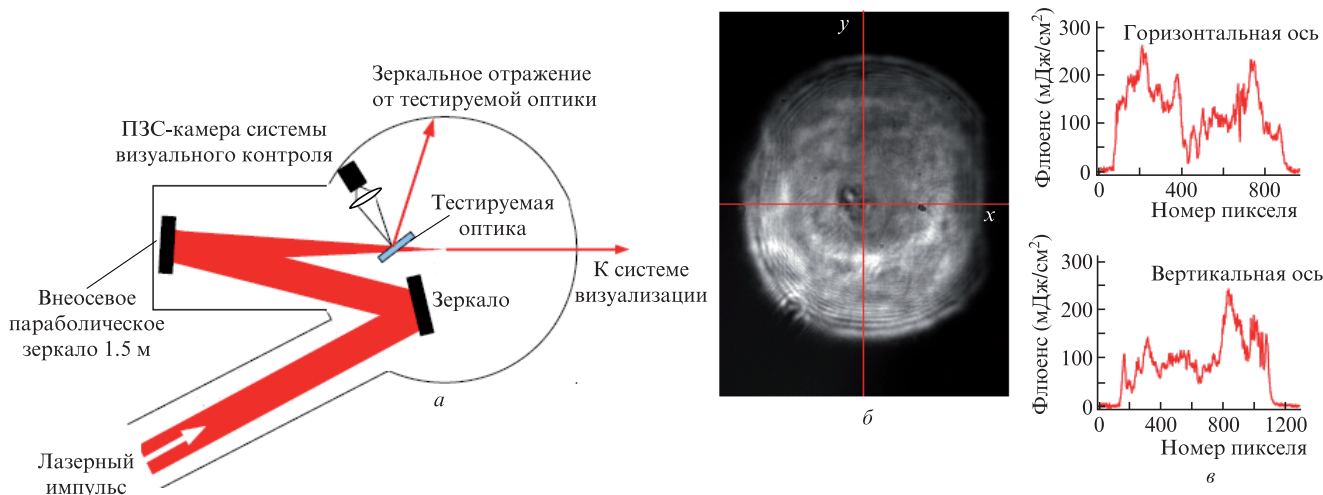 Зеркальное отражение
от тестируемой оптики
ПЗС-камера системы
визуального контроля
Тестируемая
оптика
К системе
визуализации
Зеркало
Внеосевое
параболическое
зеркало 1.5 м
Лазерный
импульс
а
y
x
б
Флюенс (мДж/см²)
300
200
100
0
Горизонтальная ось
0 400 800
Номер пикселя
Флюенс (мДж/см²)
300
200
100
0
Вертикальная ось
0 400 800 1200
Номер пикселя
в